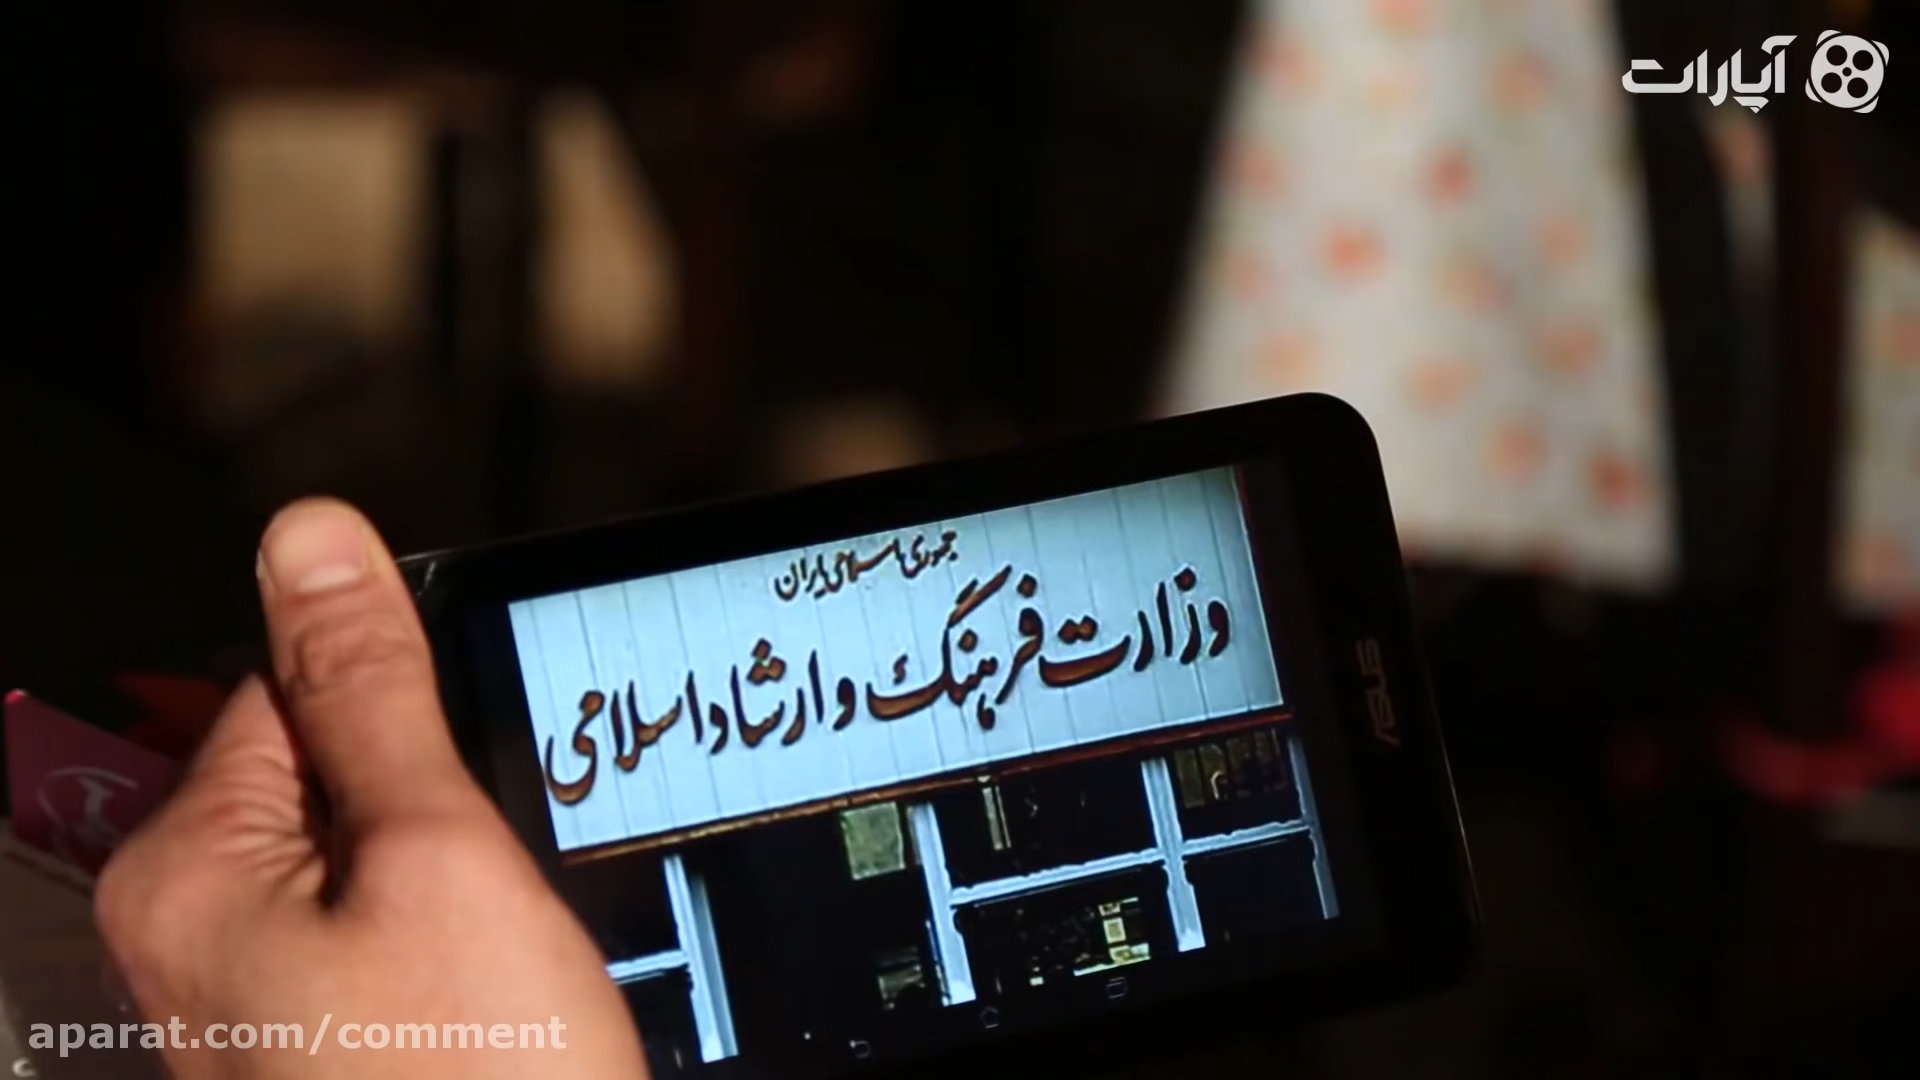 آپارات
جمهوری اسلامی ایران
وزارت فرهنگ و ارشاد اسلامی
ASUS
aparat.com/comment